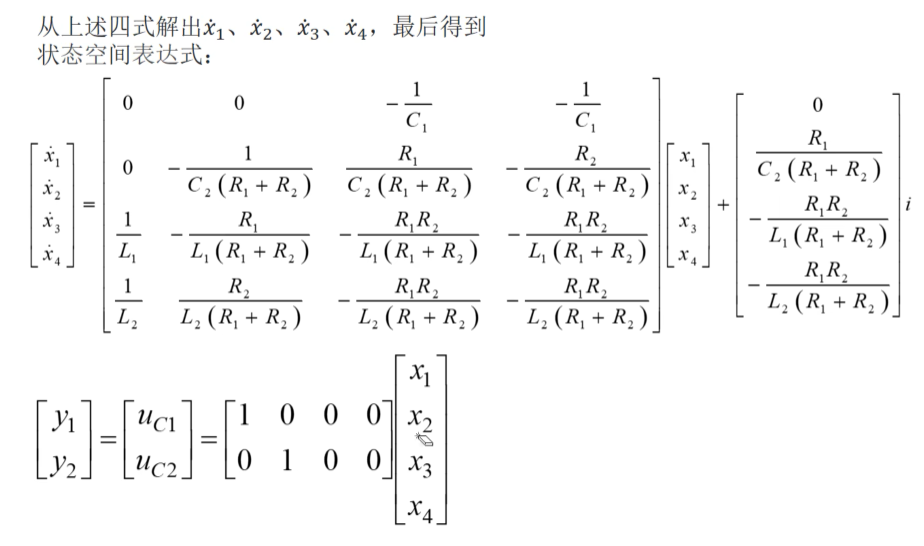 从上述四式解出ẋ₁、ẋ₂、ẋ₃、ẋ₄，最后得到
状态空间表达式：
\begin{bmatrix} \dot{x}_1 \\ \dot{x}_2 \\ \dot{x}_3 \\ \dot{x}_4 \end{bmatrix} = \begin{bmatrix} 0 & 0 & -\frac{1}{C_1} & -\frac{1}{C_1} \\ 0 & -\frac{1}{C_2(R_1+R_2)} & \frac{R_1}{C_2(R_1+R_2)} & -\frac{R_2}{C_2(R_1+R_2)} \\ \frac{1}{L_1} & -\frac{R_1}{L_1(R_1+R_2)} & -\frac{R_1R_2}{L_1(R_1+R_2)} & -\frac{R_1R_2}{L_1(R_1+R_2)} \\ \frac{1}{L_2} & \frac{R_2}{L_2(R_1+R_2)} & -\frac{R_1R_2}{L_2(R_1+R_2)} & -\frac{R_1R_2}{L_2(R_1+R_2)} \end{bmatrix} \begin{bmatrix} x_1 \\ x_2 \\ x_3 \\ x_4 \end{bmatrix} + \begin{bmatrix} 0 \\ \frac{R_1}{C_2(R_1+R_2)} \\ -\frac{R_1R_2}{L_1(R_1+R_2)} \\ -\frac{R_1R_2}{L_2(R_1+R_2)} \end{bmatrix} i
\begin{bmatrix} y_1 \\ y_2 \end{bmatrix} = \begin{bmatrix} u_{C1} \\ u_{C2} \end{bmatrix} = \begin{bmatrix} 1 & 0 & 0 & 0 \\ 0 & 1 & 0 & 0 \end{bmatrix} \begin{bmatrix} x_1 \\ x_2 \\ x_3 \\ x_4 \end{bmatrix}